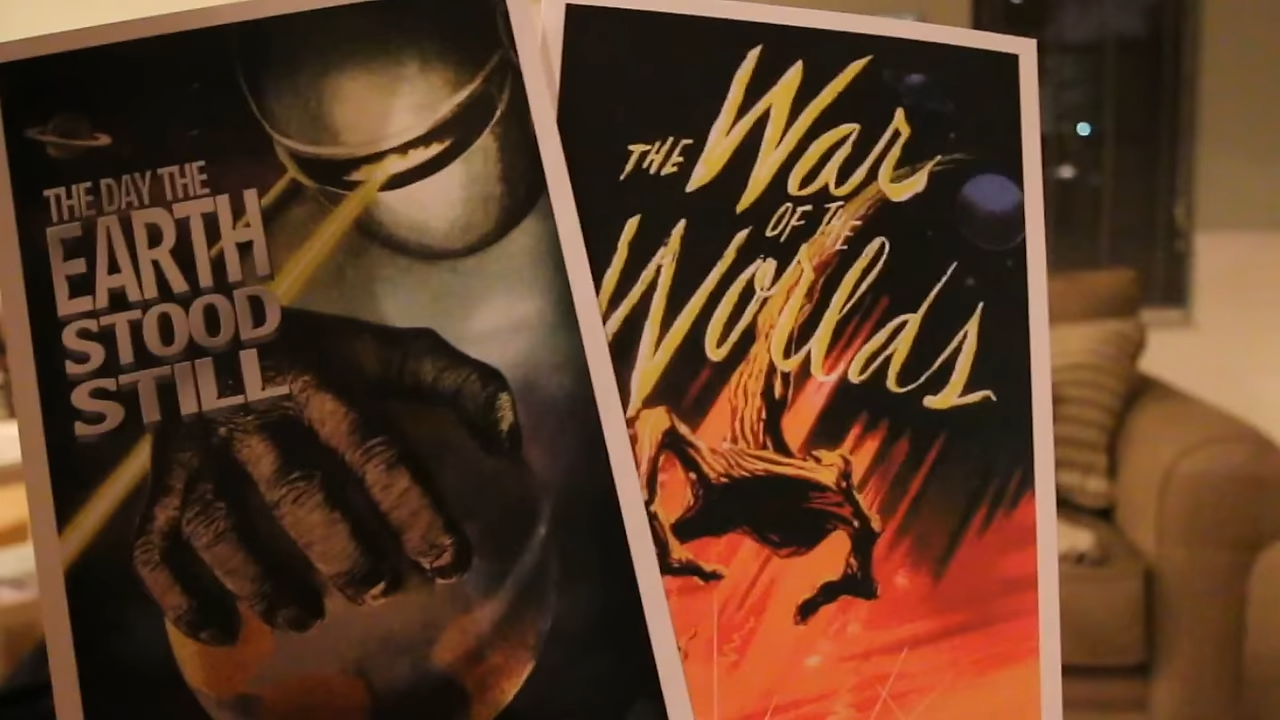 THE DAY THE
EARTH
STOOD
STILL
THE War
OF THE
Worlds